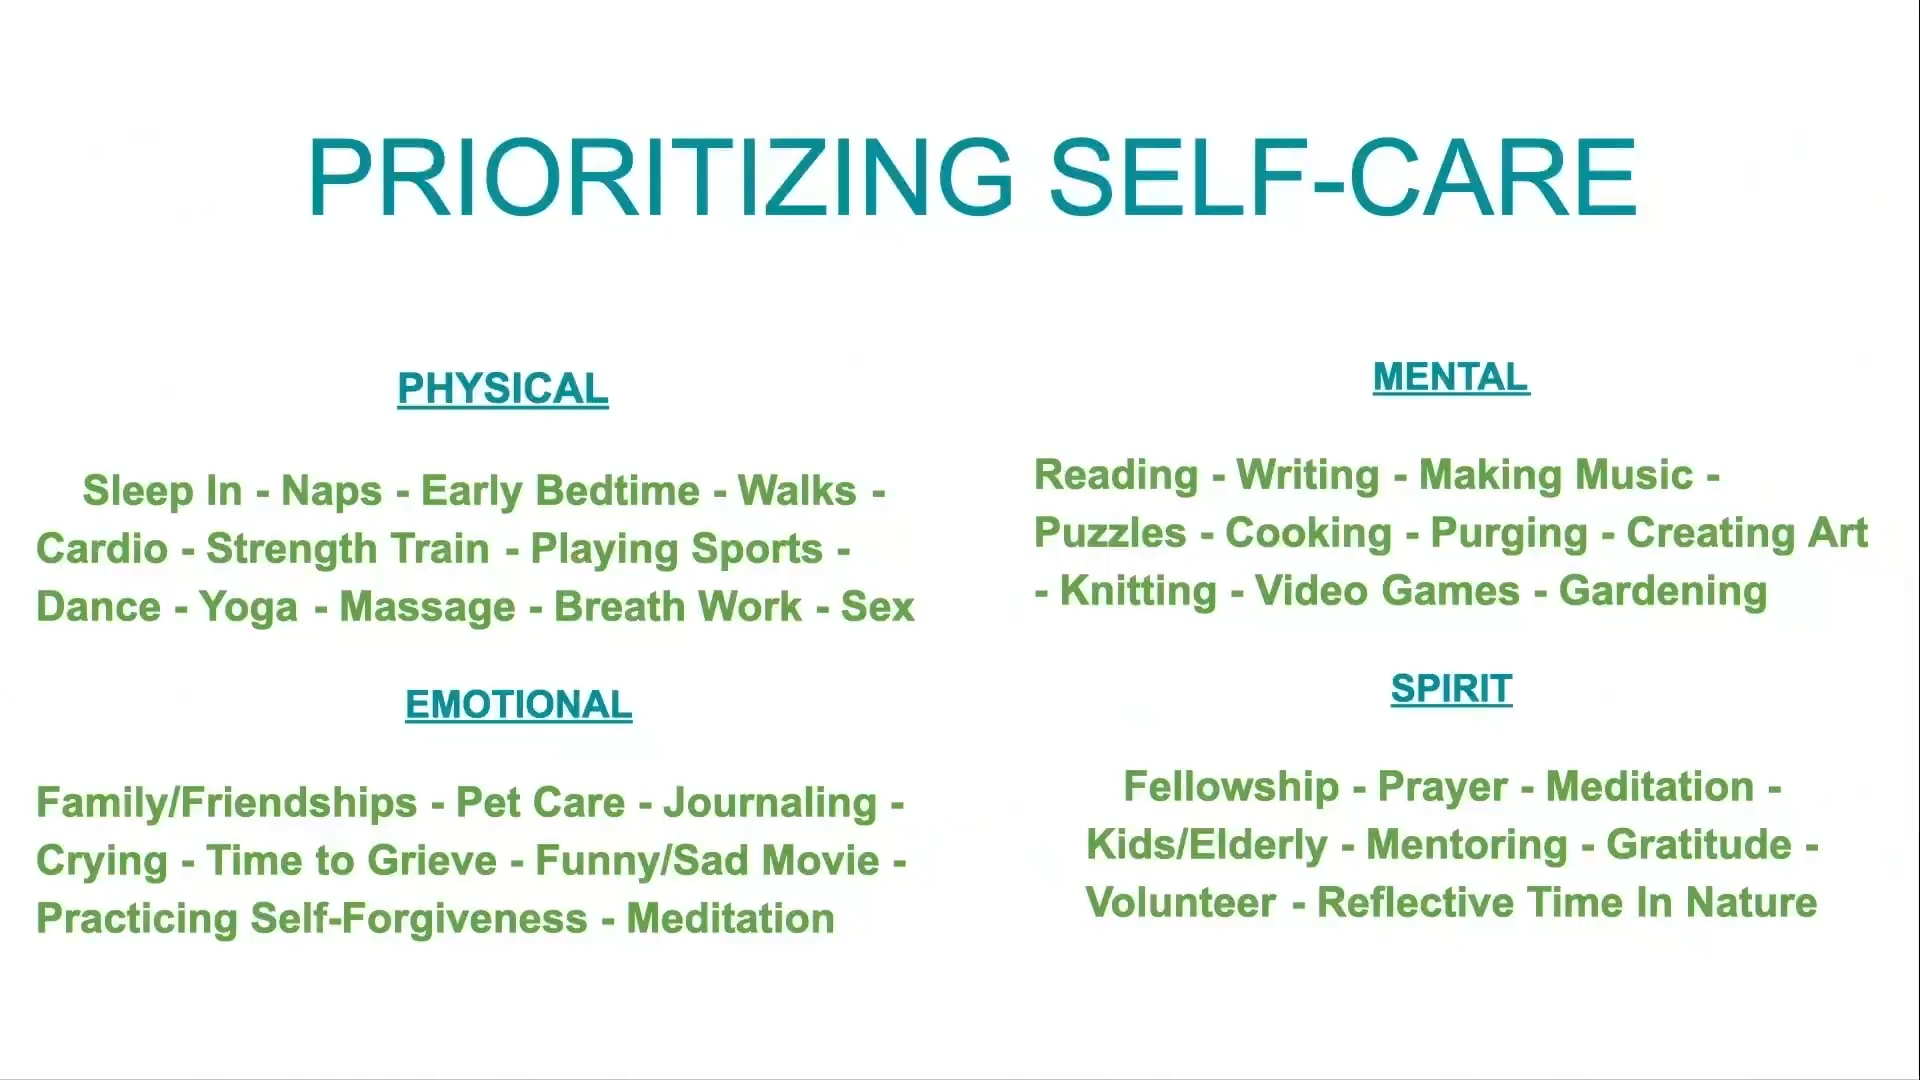 PRIORITIZING SELF-CARE
PHYSICAL
Sleep In - Naps - Early Bedtime - Walks -
Cardio - Strength Train - Playing Sports -
Dance - Yoga - Massage - Breath Work - Sex
EMOTIONAL
Family/Friendships - Pet Care - Journaling -
Crying - Time to Grieve - Funny/Sad Movie -
Practicing Self-Forgiveness - Meditation
MENTAL
Reading - Writing - Making Music -
Puzzles - Cooking - Purging - Creating Art
- Knitting - Video Games - Gardening
SPIRIT
Fellowship - Prayer - Meditation -
Kids/Elderly - Mentoring - Gratitude -
Volunteer - Reflective Time In Nature